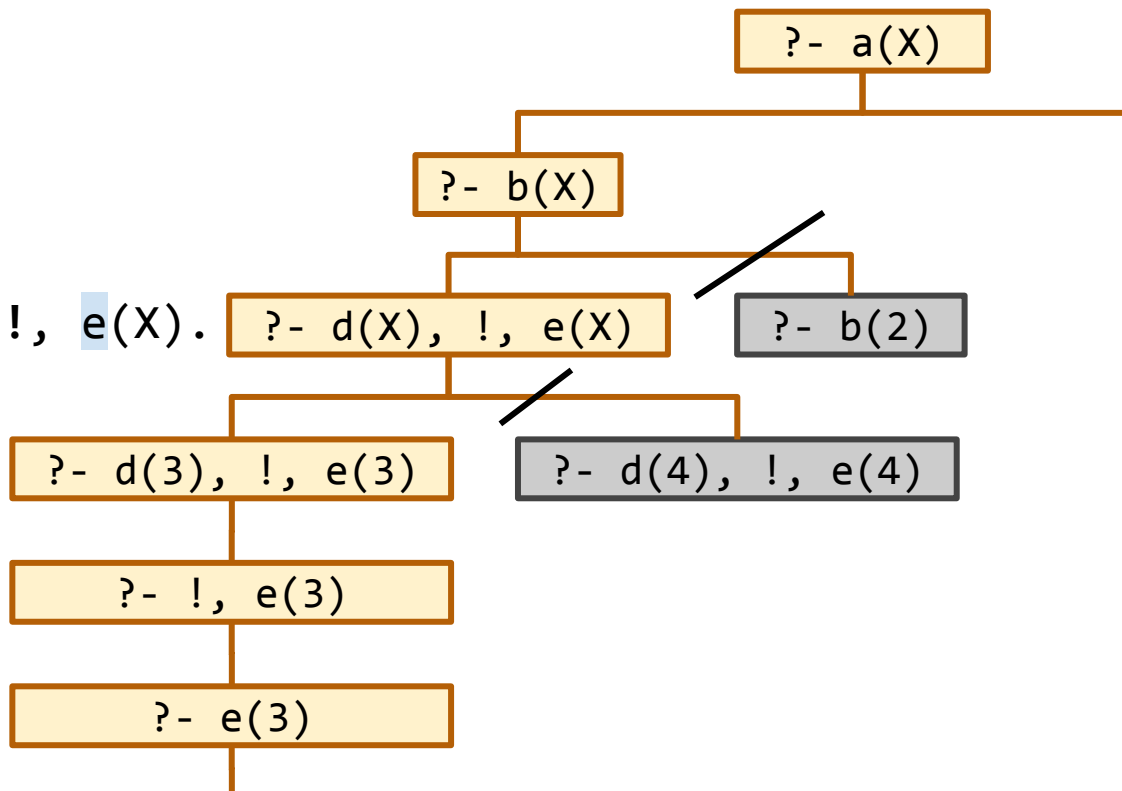 ?- a(X)
?- b(X)
!, e(X).
?- d(X), !, e(X)
?- b(2)
?- d(3), !, e(3)
?- d(4), !, e(4)
?- !, e(3)
?- e(3)